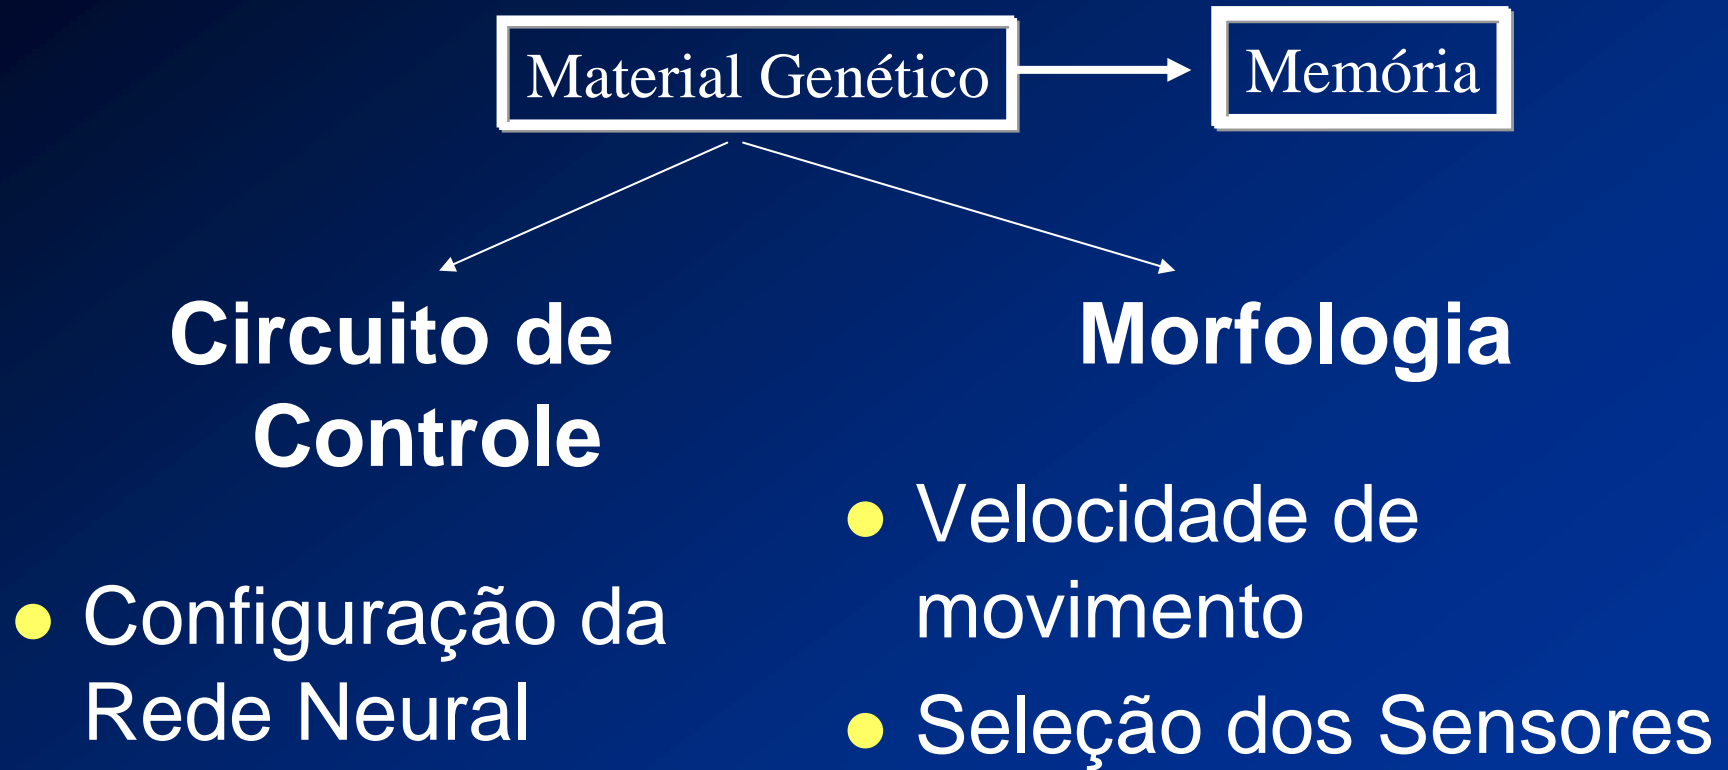 Material Genético
Memória
Circuito de
Controle
Configuração da
Rede Neural
Morfologia
Velocidade de
movimento
Seleção dos Sensores